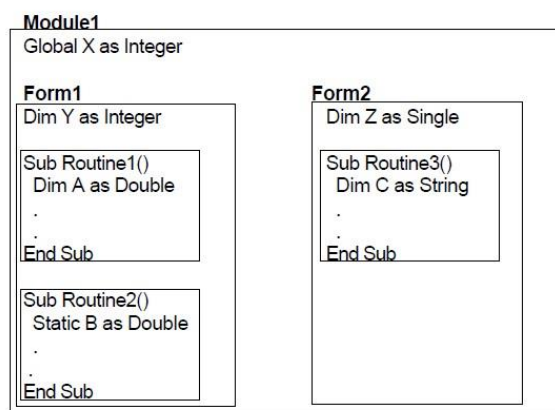 Module1
Global X as Integer
Form1
Dim Y as Integer
Sub Routine1()
Dim A as Double
.
.
End Sub
Sub Routine2()
Static B as Double
.
.
End Sub
Form2
Dim Z as Single
Sub Routine3()
Dim C as String
.
.
End Sub